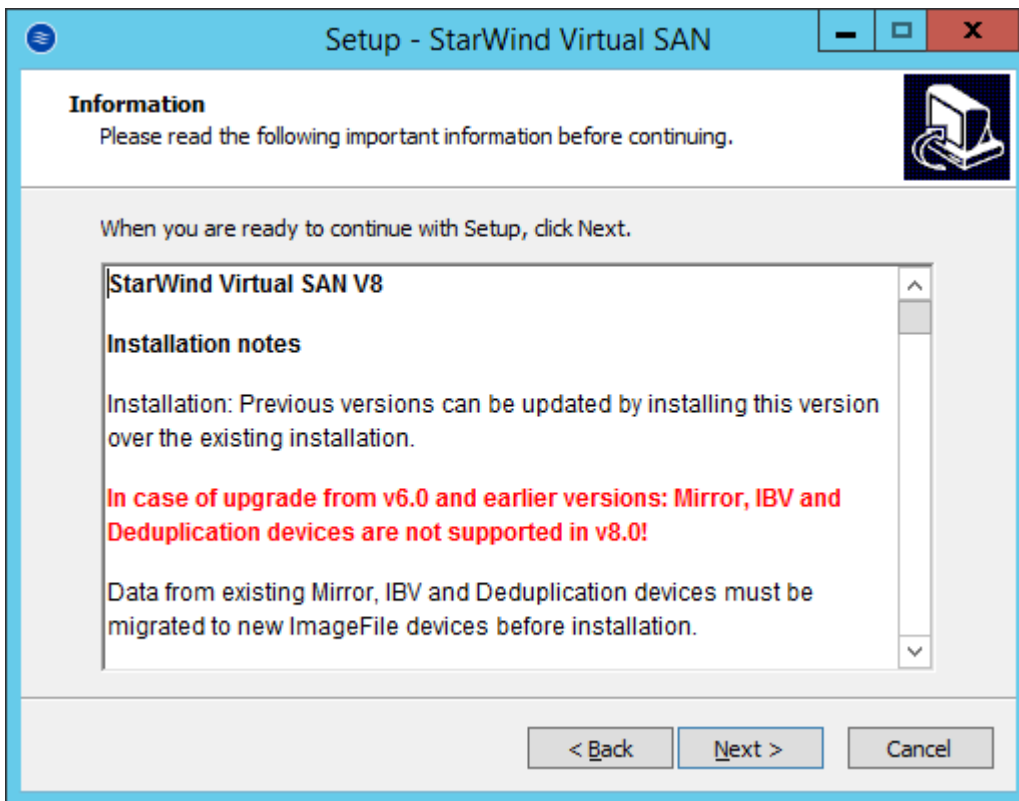 Setup - StarWind Virtual SAN
Information
Please read the following important information before continuing.
When you are ready to continue with Setup, click Next.
StarWind Virtual SAN V8
Installation notes
Installation: Previous versions can be updated by installing this version
over the existing installation.
In case of upgrade from v6.0 and earlier versions: Mirror, IBV and
Deduplication devices are not supported in v8.0!
Data from existing Mirror, IBV and Deduplication devices must be
migrated to new ImageFile devices before installation.
< Back
Next >
Cancel